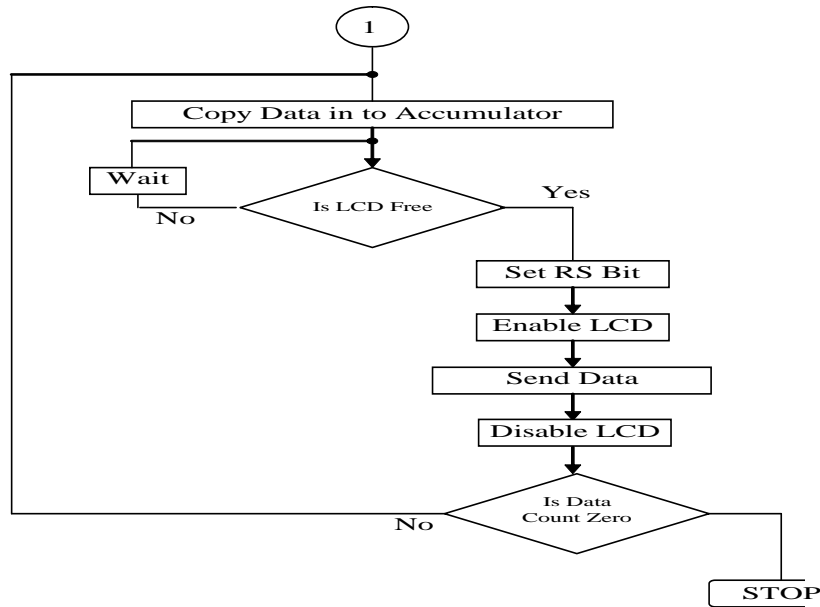 1
Copy Data in to Accumulator
Wait
Is LCD Free
Yes
No
Set RS Bit
Enable LCD
Send Data
Disable LCD
Is Data
Count Zero
No
STOP